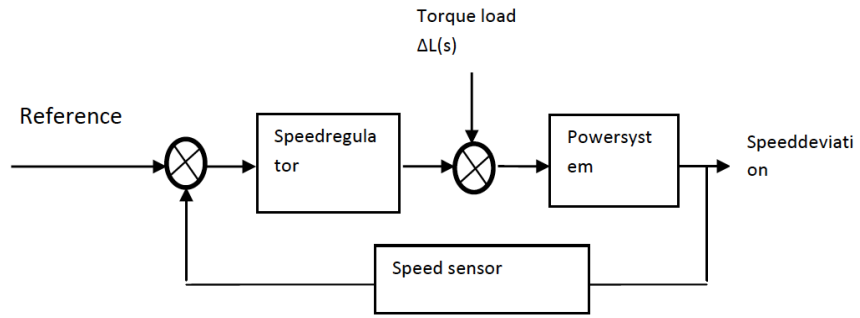 Torque load
ΔL(s)
Reference
Speedregula
tor
Powersyst
em
Speeddeviati
on
Speed sensor